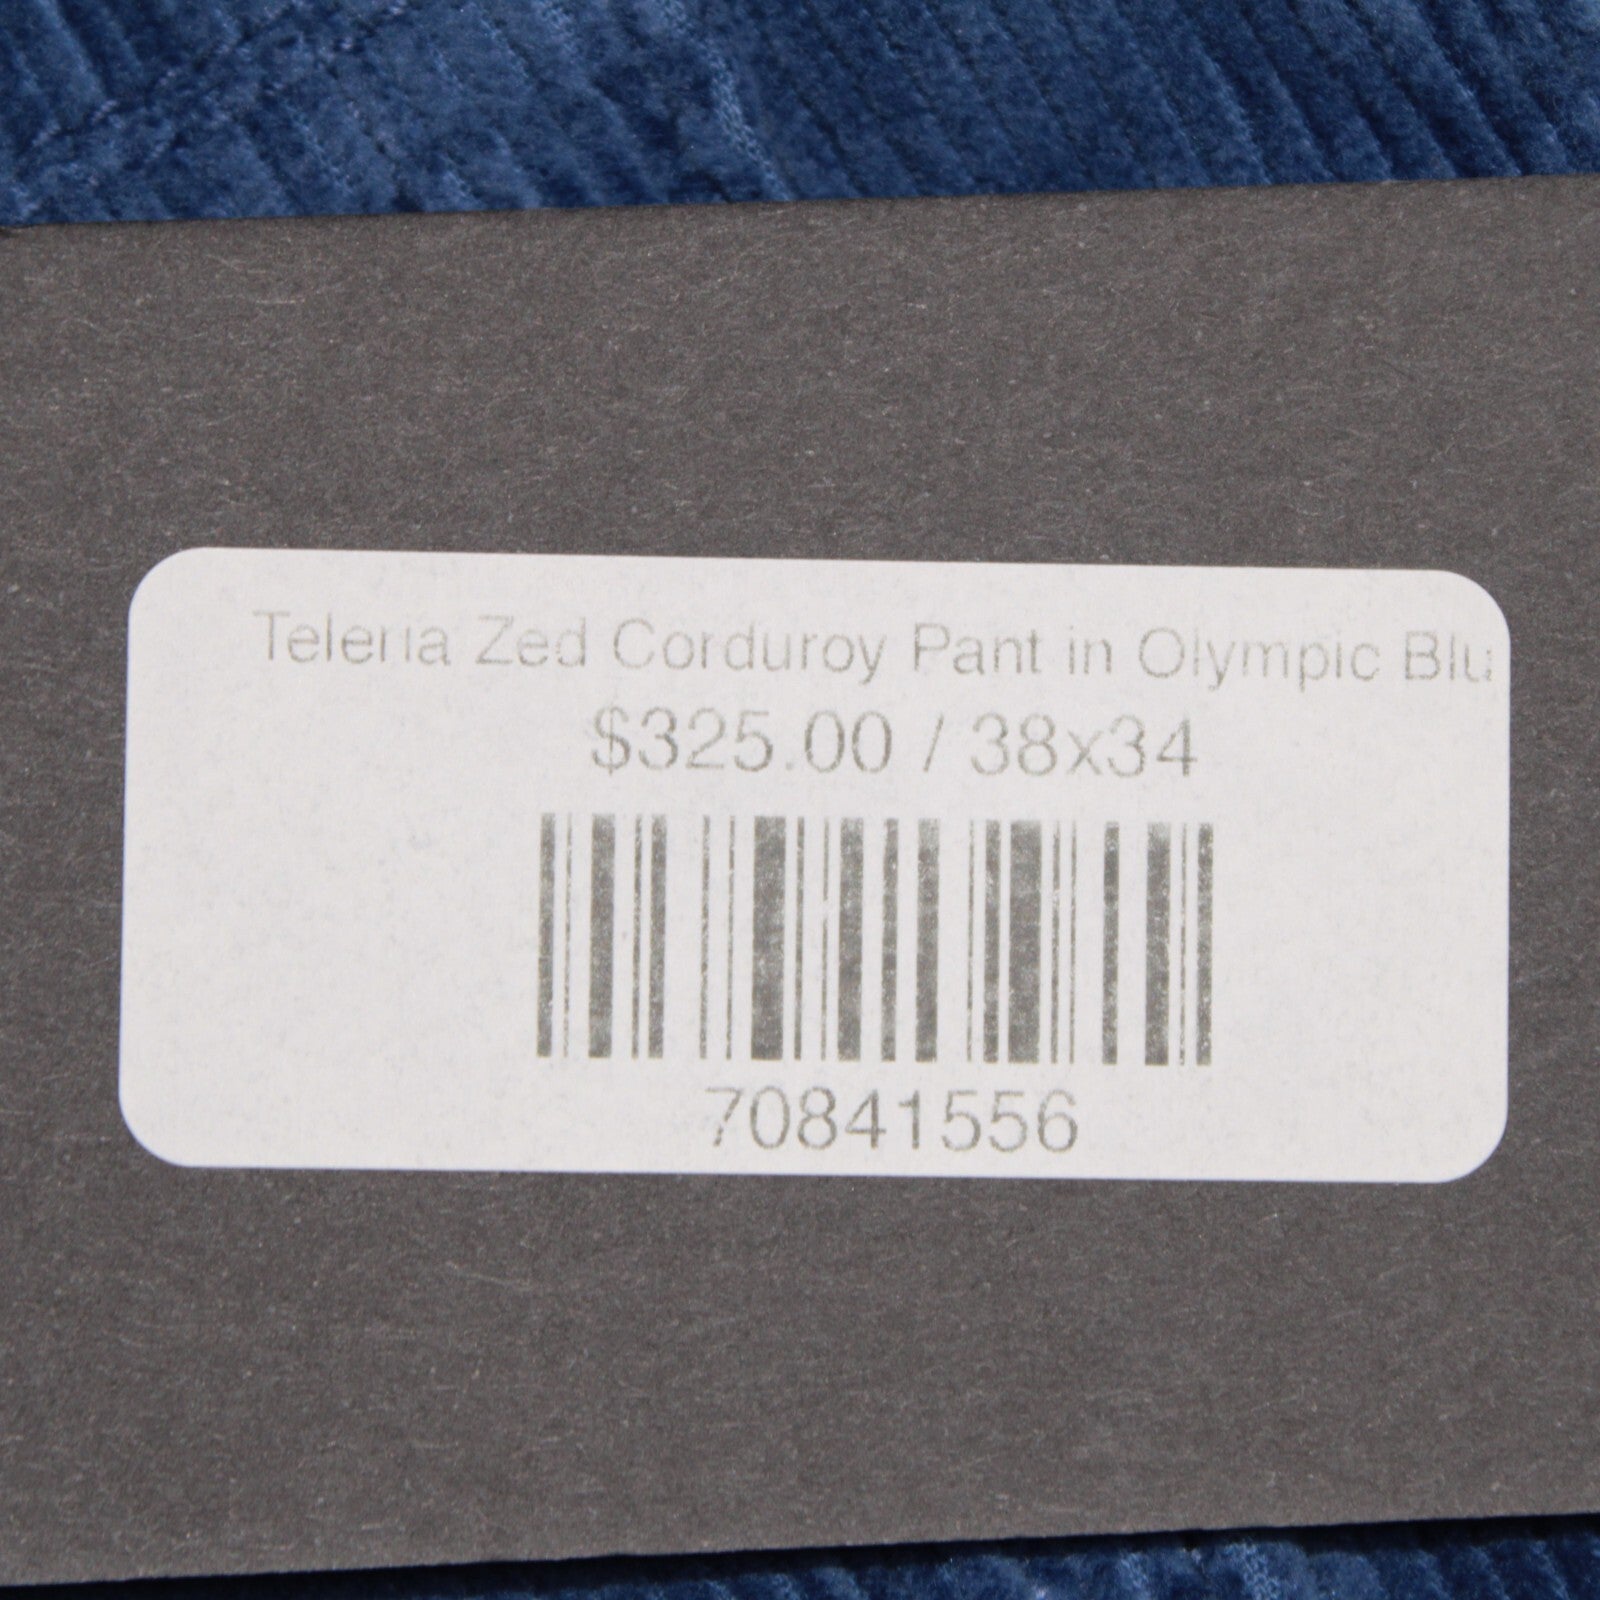 Teleria Zed Corduroy Pant in Olympic Blu
$325.00 / 38x34
70841556